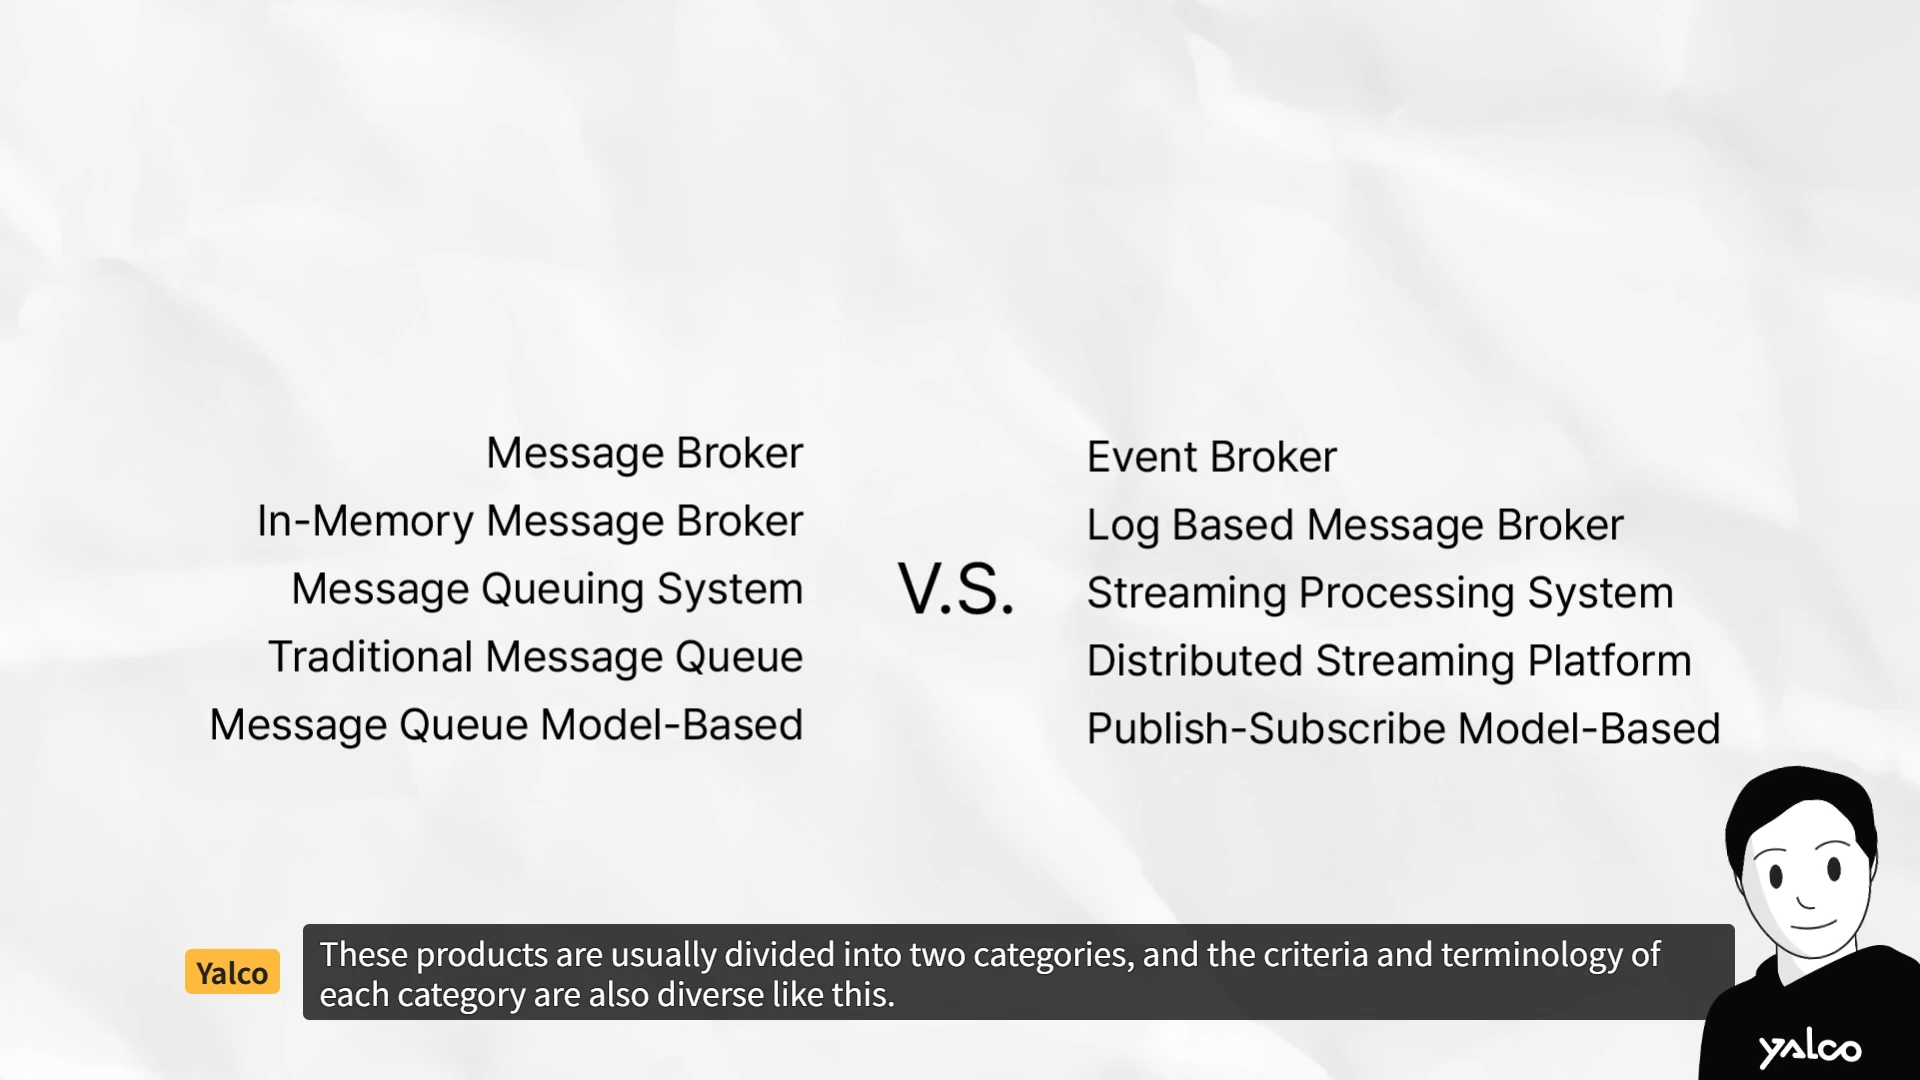 Message Broker
In-Memory Message Broker
Message Queuing System
Traditional Message Queue
Message Queue Model-Based
V.S.
Event Broker
Log Based Message Broker
Streaming Processing System
Distributed Streaming Platform
Publish-Subscribe Model-Based
Yalco
These products are usually divided into two categories, and the criteria and terminology of
each category are also diverse like this.
yalco